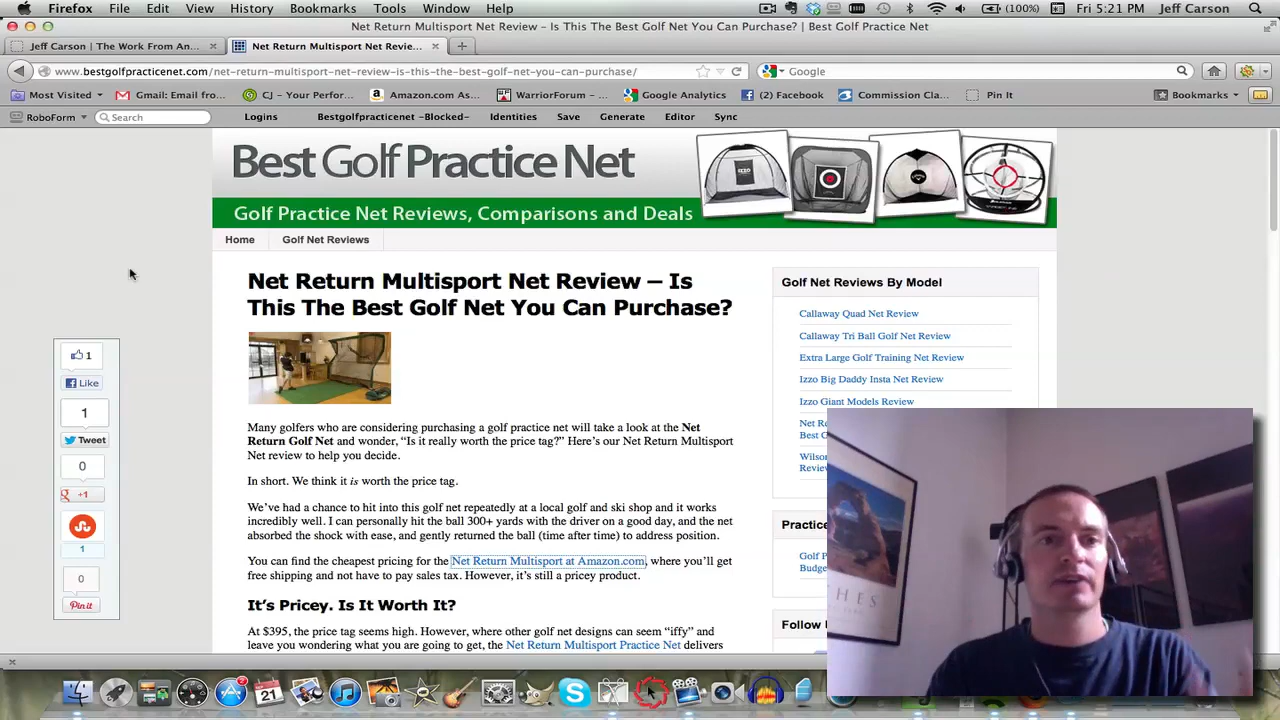 Firefox File Edit View History Bookmarks Tools Window Help (100%) Fri 5:21 PM Jeff Carson
Net Return Multisport Net Review – Is This The Best Golf Net You Can Purchase? | Best Golf Practice Net
Jeff Carson | The Work From An... Net Return Multisport Net Revie...
www.bestgolfpracticenet.com/net-return-multisport-net-review-is-this-the-best-golf-net-you-can-purchase/ Google
Most Visited Gmail: Email fro... CJ – Your Perfor... Amazon.com As... WarriorForum – ... Google Analytics (2) Facebook Commission Cla... Pin It Bookmarks
RoboForm Search Logins Bestgolfpracticenet -Blocked- Identities Save Generate Editor Sync
Best Golf Practice Net
IZZO
Golf Practice Net Reviews, Comparisons and Deals
Home Golf Net Reviews
Net Return Multisport Net Review – Is
This The Best Golf Net You Can Purchase?
Many golfers who are considering purchasing a golf practice net will take a look at the Net
Return Golf Net and wonder, “Is it really worth the price tag?” Here’s our Net Return Multisport
Net review to help you decide.
In short. We think it is worth the price tag.
We’ve had a chance to hit into this golf net repeatedly at a local golf and ski shop and it works
incredibly well. I can personally hit the ball 300+ yards with the driver on a good day, and the net
absorbed the shock with ease, and gently returned the ball (time after time) to address position.
You can find the cheapest pricing for the Net Return Multisport at Amazon.com, where you’ll get
free shipping and not have to pay sales tax. However, it’s still a pricey product.
It’s Pricey. Is It Worth It?
At $395, the price tag seems high. However, where other golf net designs can seem “iffy” and
leave you wondering what you are going to get, the Net Return Multisport Practice Net delivers
Golf Net Reviews By Model
Callaway Quad Net Review
Callaway Tri Ball Golf Net Review
Extra Large Golf Training Net Review
Izzo Big Daddy Insta Net Review
Izzo Giant Models Review
Net Re
Best G
Wilson
Review
Practice
Golf P
Budge
Follow
1
Like
1
Tweet
0
+1
1
0
Pin it
21
CHES